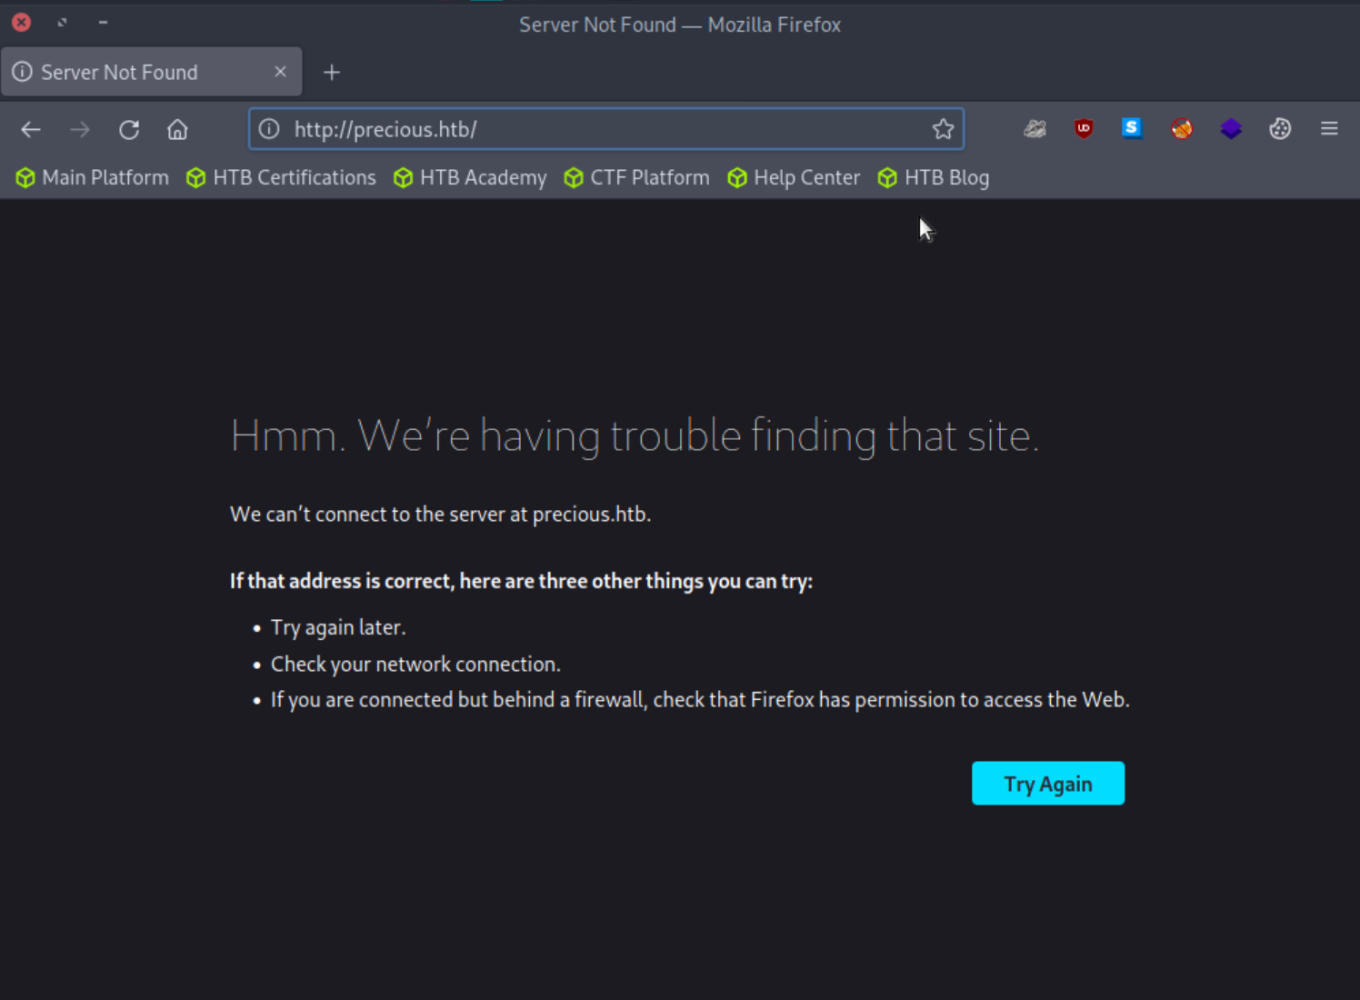 Server Not Found — Mozilla Firefox
Server Not Found
http://precious.htb/
Main Platform HTB Certifications HTB Academy CTF Platform Help Center HTB Blog
Hmm. We’re having trouble finding that site.
We can’t connect to the server at precious.htb.
If that address is correct, here are three other things you can try:
• Try again later.
• Check your network connection.
• If you are connected but behind a firewall, check that Firefox has permission to access the Web.
Try Again